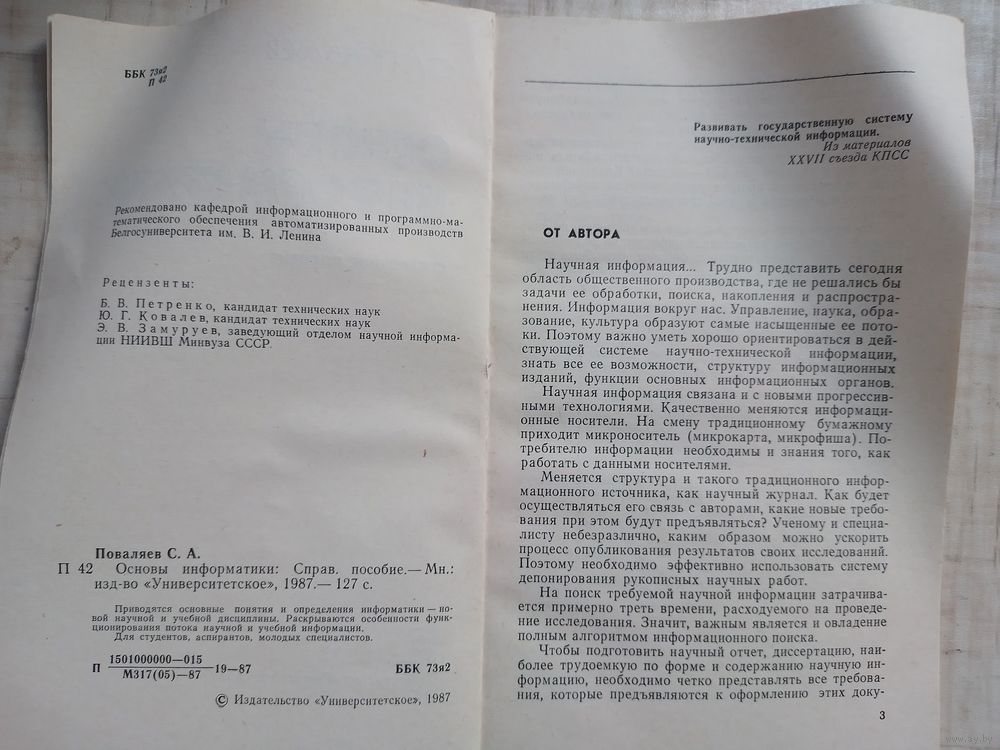 ББК 73я2
П 42
Рекомендовано кафедрой информационного и программно-ма-
тематического обеспечения автоматизированных производств
Белгосуниверситета им. В. И. Ленина
Рецензенты:
Б. В. Петренко, кандидат технических наук
Ю. Г. Ковалев, кандидат технических наук
Э. В. Замуруев, заведующий отделом научной информа-
ции НИИВШ Минвуза СССР.
Поваляев С. А.
П 42 Основы информатики: Справ. пособие.— Мн.:
изд-во «Университетское», 1987.— 127 с.
Приводятся основные понятия и определения информатики — но-
вой научной и учебной дисциплины. Раскрываются особенности функ-
ционирования потока научной и учебной информации.
Для студентов, аспирантов, молодых специалистов.
П 1501000000—015
М317(05)—87 19—87 ББК 73я2
© Издательство «Университетское», 1987
Развивать государственную систему
научно-технической информации.
Из материалов
XXVII съезда КПСС
ОТ АВТОРА
Научная информация... Трудно представить сегодня
область общественного производства, где не решались бы
задачи ее обработки, поиска, накопления и распростра-
нения. Информация вокруг нас. Управление, наука, обра-
зование, культура образуют самые насыщенные ее пото-
ки. Поэтому важно уметь хорошо ориентироваться в дей-
ствующей системе научно-технической информации,
знать все ее возможности, структуру информационных
изданий, функции основных информационных органов.
Научная информация связана и с новыми прогрессив-
ными технологиями. Качественно меняются информаци-
онные носители. На смену традиционному бумажному
приходит микроноситель (микрокарта, микрофиша). По-
требителю информации необходимы и знания того, как
работать с данными носителями.
Меняется структура и такого традиционного инфор-
мационного источника, как научный журнал. Как будет
осуществляться его связь с авторами, какие новые требо-
вания при этом будут предъявляться? Ученому и специа-
листу небезразлично, каким образом можно ускорить
процесс опубликования результатов своих исследований.
Поэтому необходимо эффективно использовать систему
депонирования рукописных научных работ.
На поиск требуемой научной информации затрачива-
ется примерно треть времени, расходуемого на проведе-
ние исследования. Значит, важным является и овладение
полным алгоритмом информационного поиска.
Чтобы подготовить научный отчет, диссертацию, наи-
более трудоемкую по форме и содержанию научную ин-
формацию, необходимо четко представлять все требова-
ния, которые предъявляются к оформлению этих доку-
3
www.ay.by